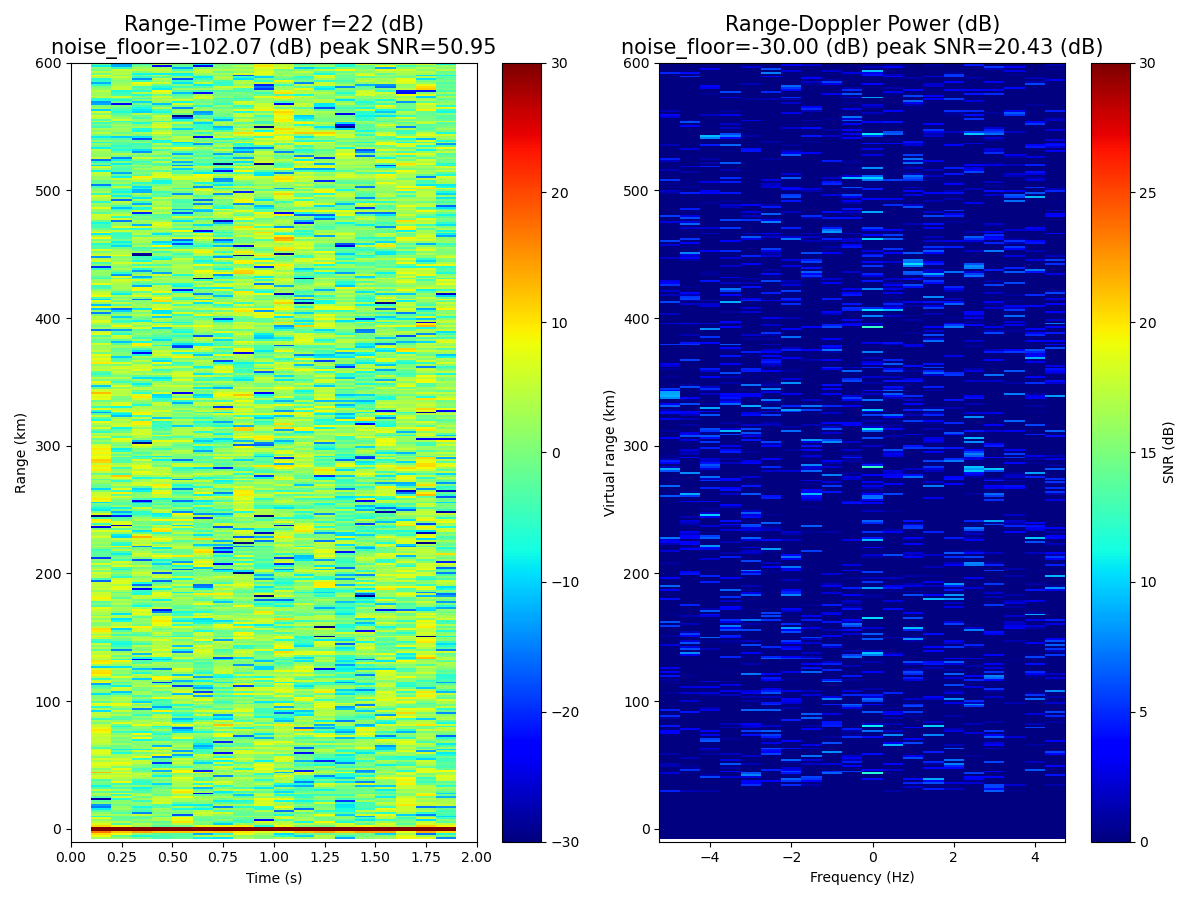 Range-Time Power f=22 (dB)
noise_floor=-102.07 (dB) peak SNR=50.95
Range-Doppler Power (dB)
noise_floor=-30.00 (dB) peak SNR=20.43 (dB)
600
500
400
300
200
100
0
Range (km)
0.00 0.25 0.50 0.75 1.00 1.25 1.50 1.75 2.00
Time (s)
30
20
10
0
−10
−20
−30
600
500
400
300
200
100
0
Virtual range (km)
−4 −2 0 2 4
Frequency (Hz)
30
25
20
15
10
5
0
SNR (dB)